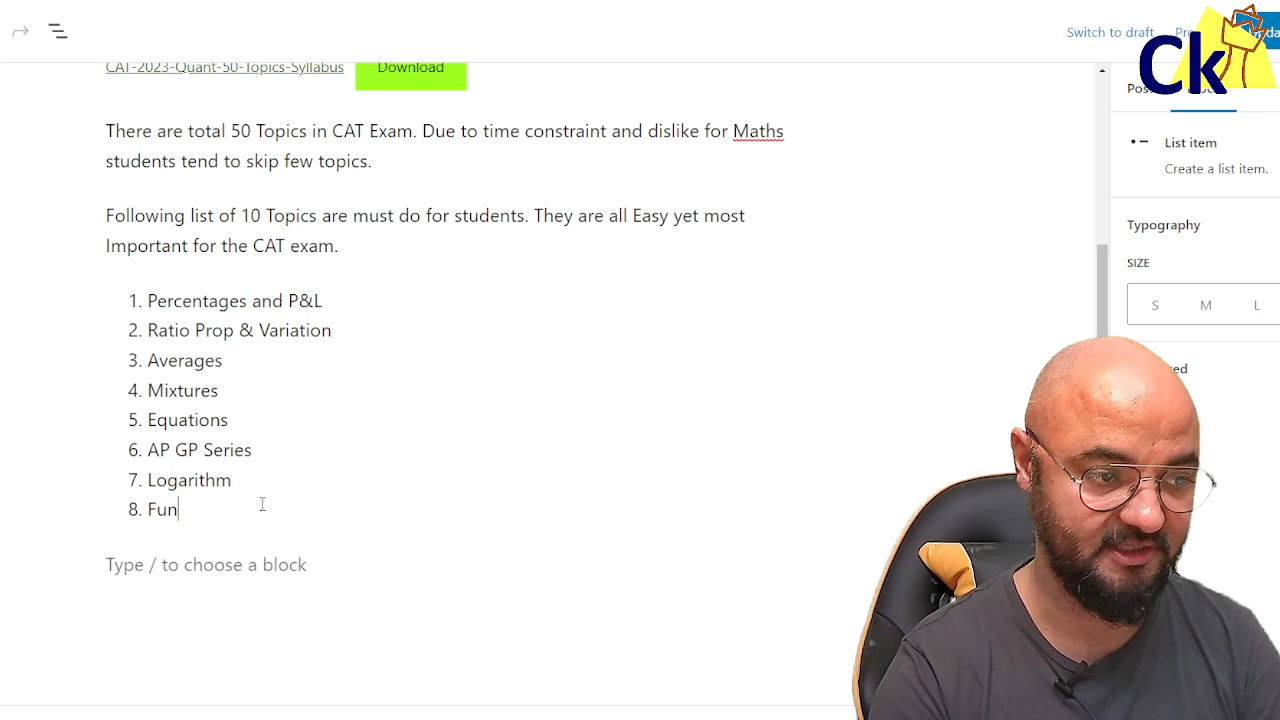 Switch to draft
Ck
CAT-2023-Quant-50-Topics-Syllabus
Download
There are total 50 Topics in CAT Exam. Due to time constraint and dislike for Maths
students tend to skip few topics.
Following list of 10 Topics are must do for students. They are all Easy yet most
Important for the CAT exam.
1. Percentages and P&L
2. Ratio Prop & Variation
3. Averages
4. Mixtures
5. Equations
6. AP GP Series
7. Logarithm
8. Fun
Type / to choose a block
List item
Create a list item.
Typography
SIZE
S M L